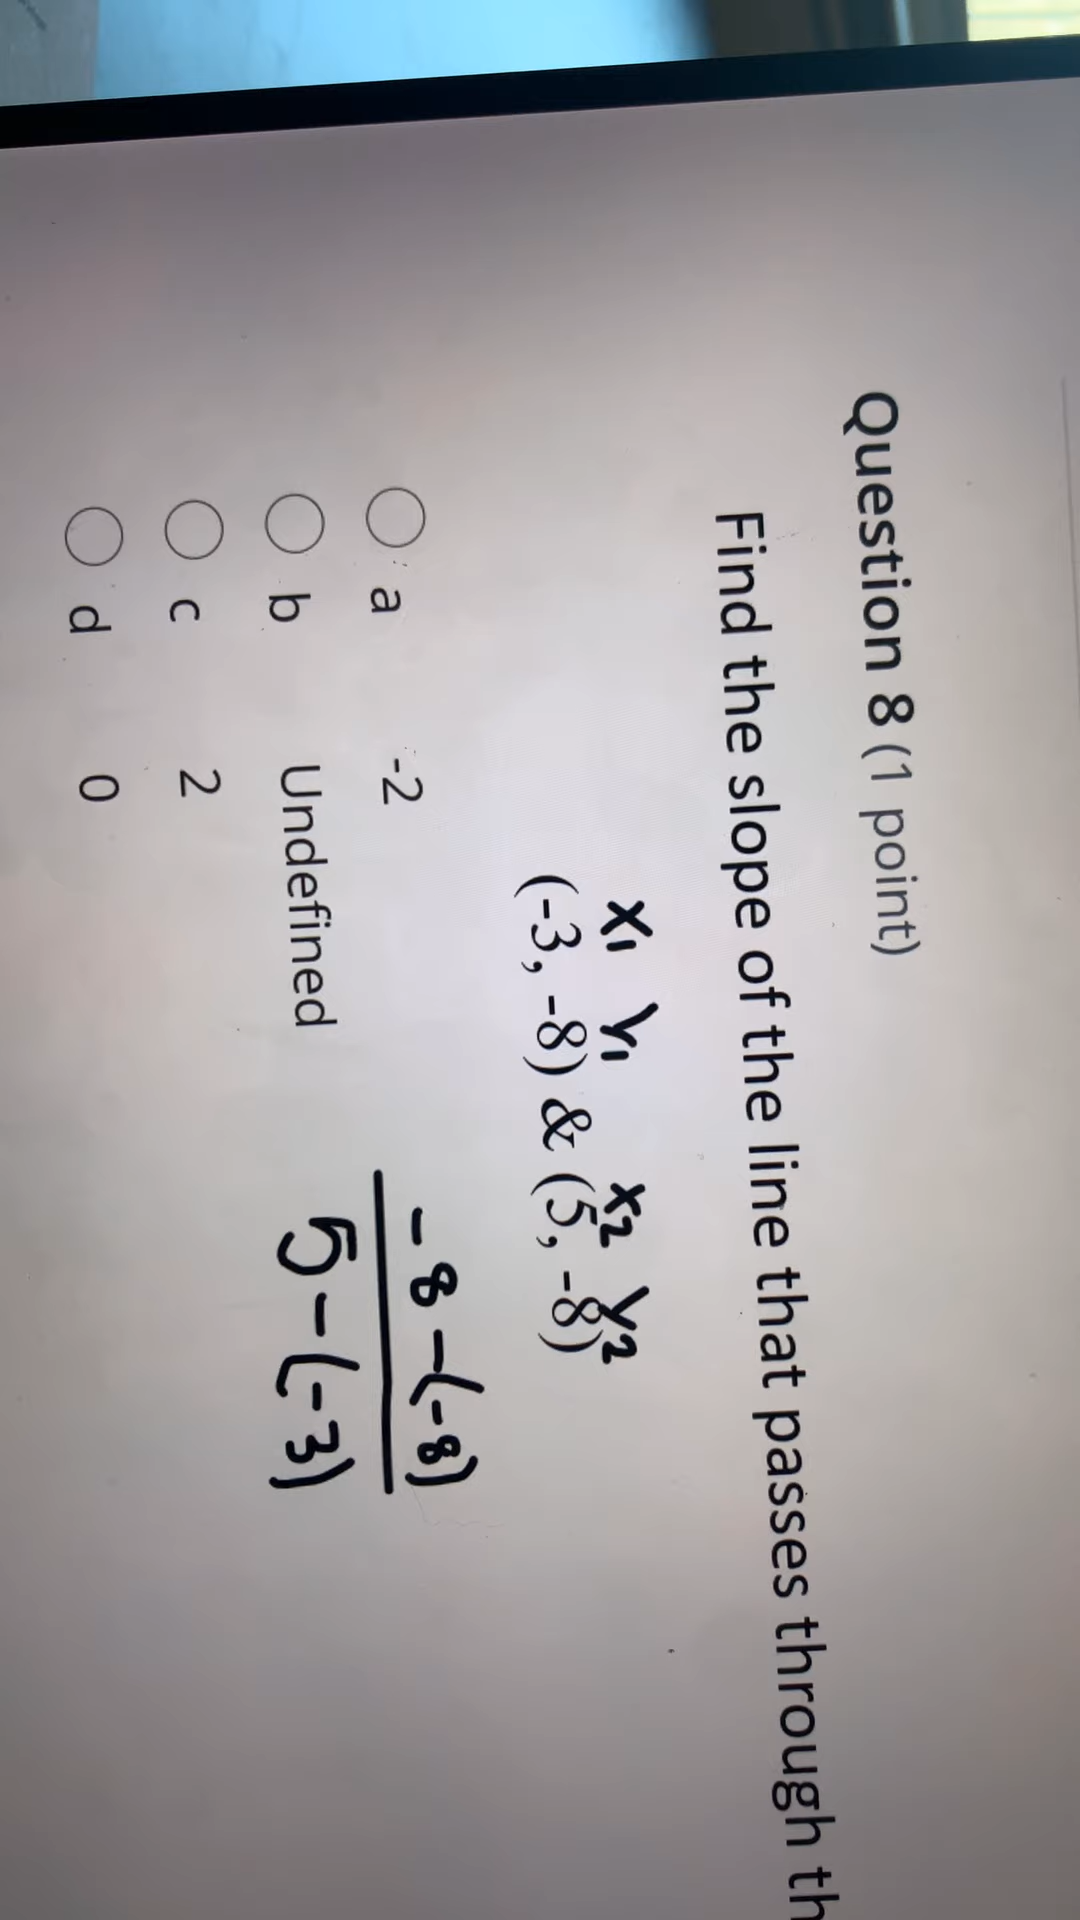 Question 8 (1 point)
Find the slope of the line that passes through th
x1 y1 x2 y2
(-3, -8) & (5, -8)
-8-(-8)
5-(-3)
a -2
b Undefined
c 2
d 0